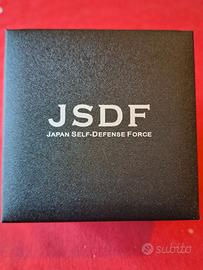 JSDF
JAPAN SELF-DEFENSE FORCE
subito